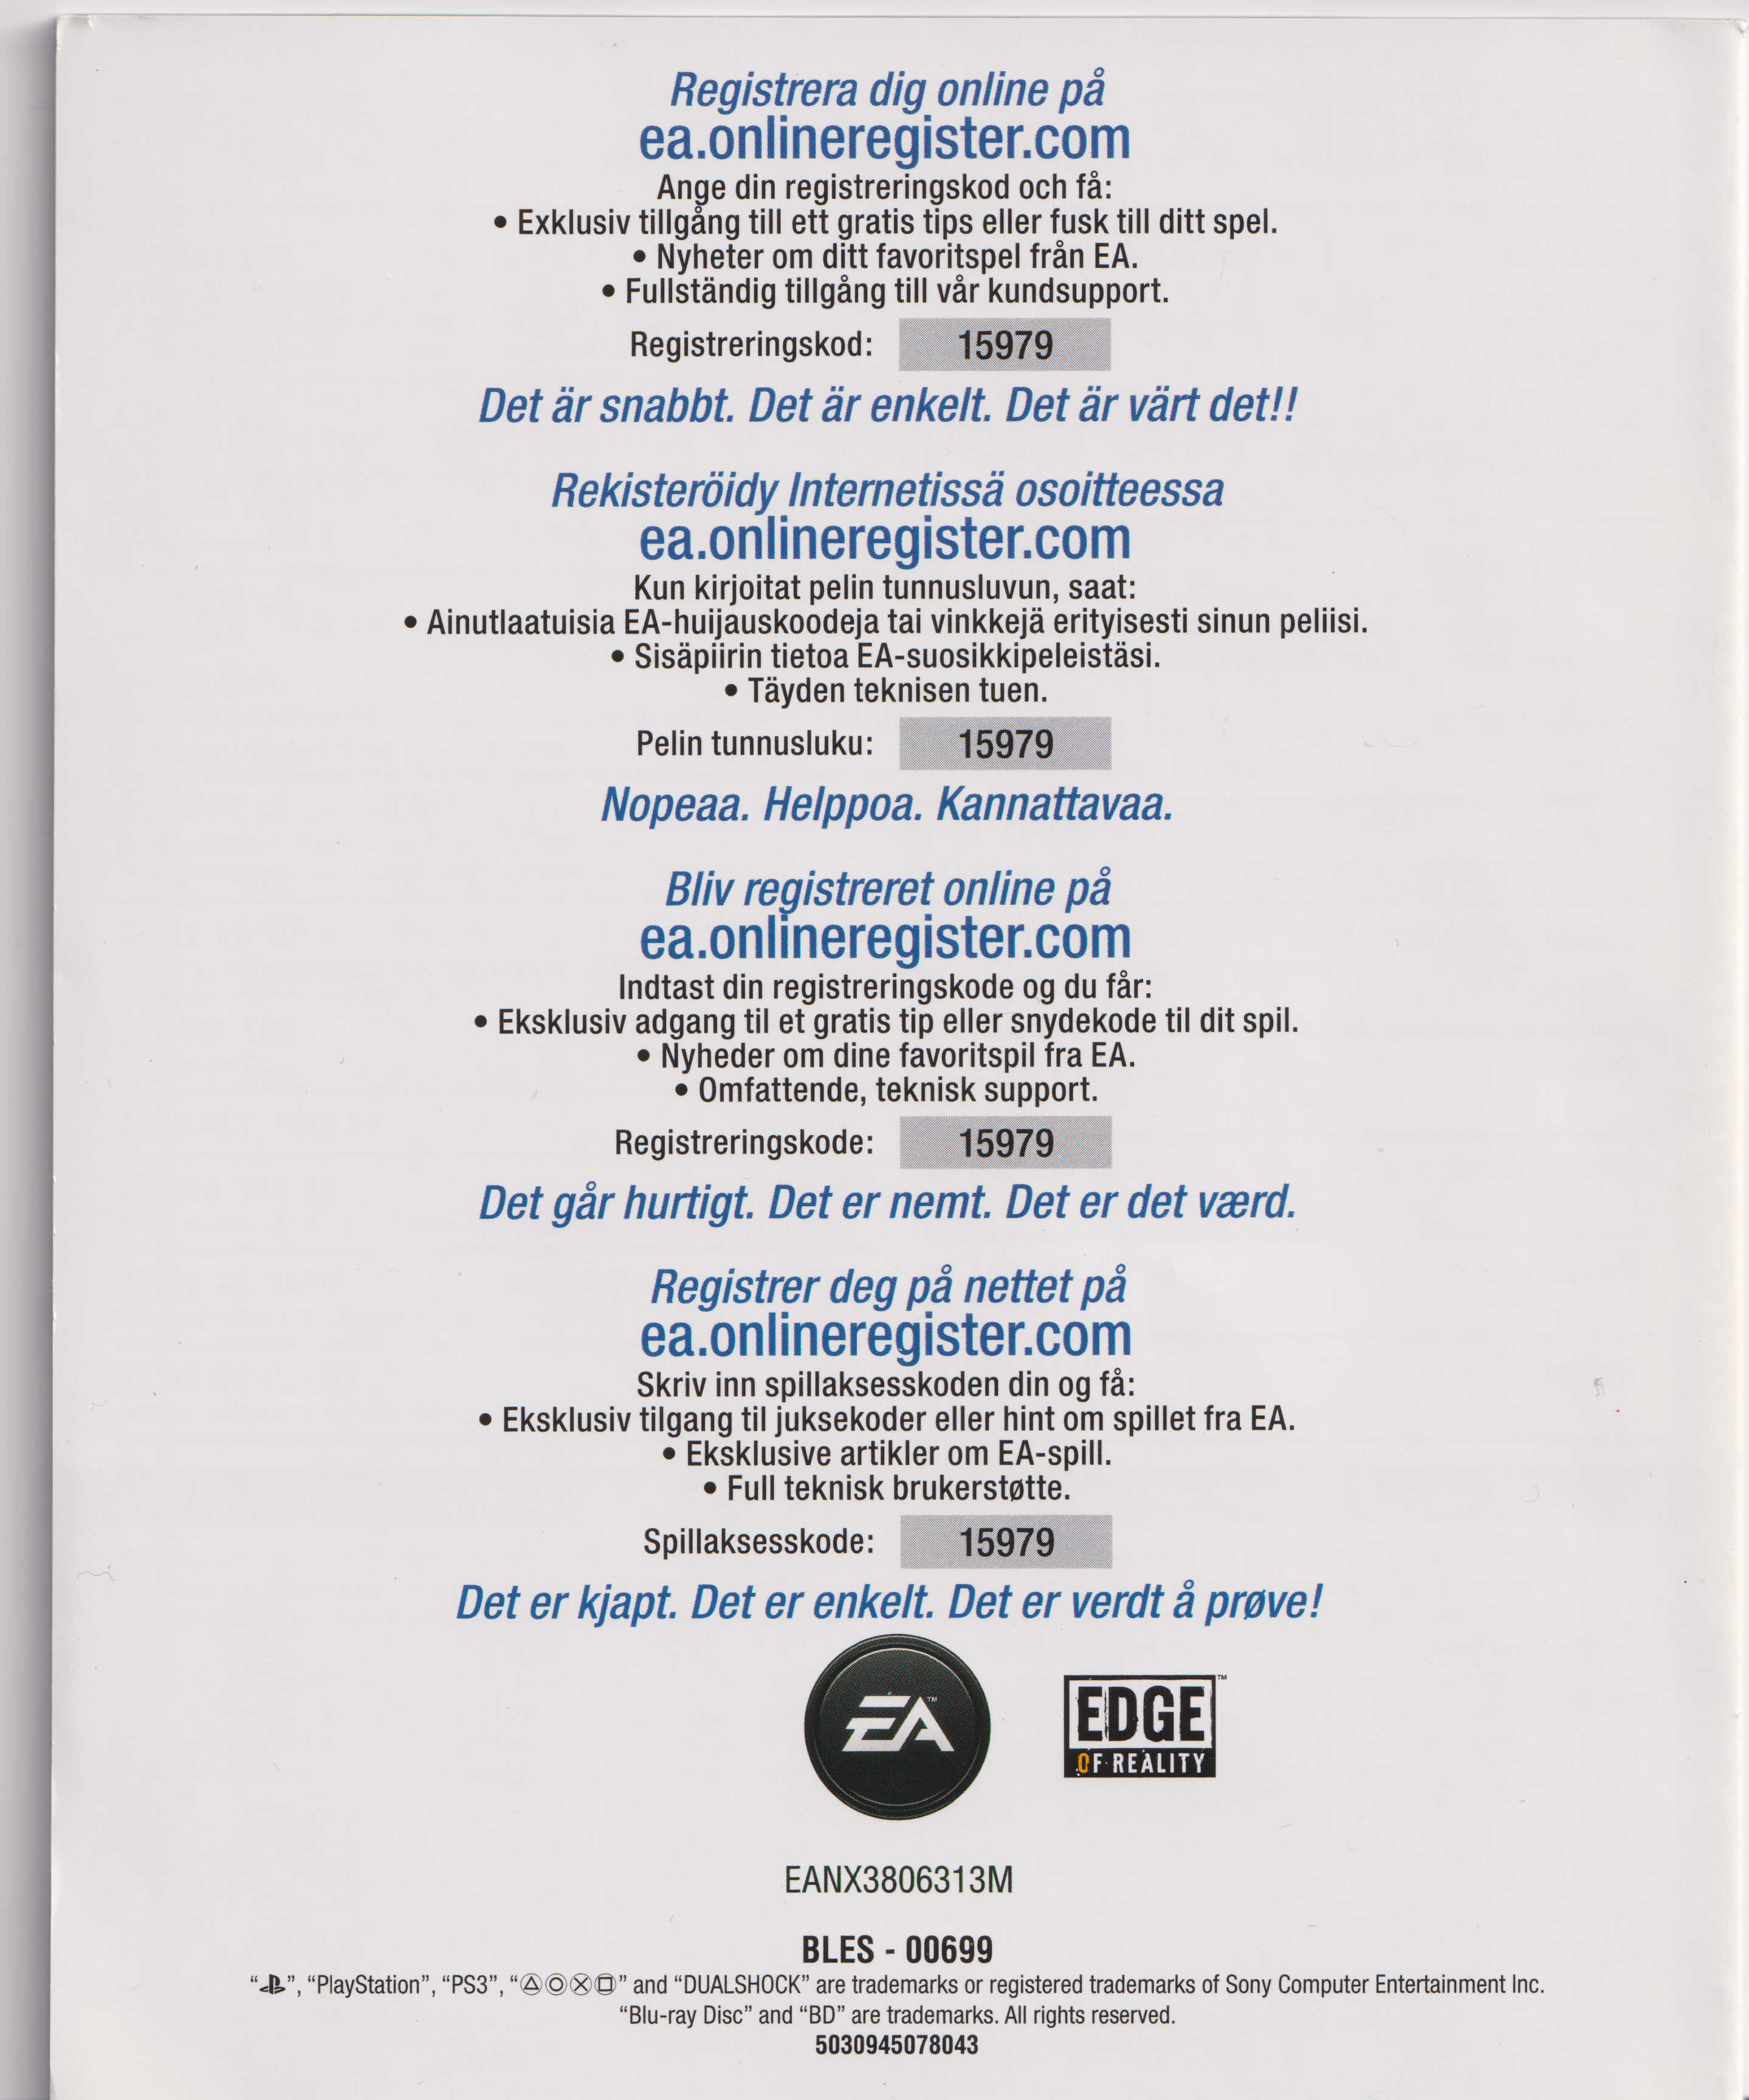 Registrera dig online på
ea.onlineregister.com
Ange din registreringskod och få:
• Exklusiv tillgång till ett gratis tips eller fusk till ditt spel.
• Nyheter om ditt favoritspel från EA.
• Fullständig tillgång till vår kundsupport.
Registreringskod: 15979
Det är snabbt. Det är enkelt. Det är värt det!!
Rekisteröidy Internetissä osoitteessa
ea.onlineregister.com
Kun kirjoitat pelin tunnusluvun, saat:
• Ainutlaatuisia EA-huijauskoodeja tai vinkkejä erityisesti sinun peliisi.
• Sisäpiirin tietoa EA-suosikkipeleistäsi.
• Täyden teknisen tuen.
Pelin tunnusluku: 15979
Nopeaa. Helppoa. Kannattavaa.
Bliv registreret online på
ea.onlineregister.com
Indtast din registreringskode og du får:
• Eksklusiv adgang til et gratis tip eller snydekode til dit spil.
• Nyheder om dine favoritspil fra EA.
• Omfattende, teknisk support.
Registreringskode: 15979
Det går hurtigt. Det er nemt. Det er det værd.
Registrer deg på nettet på
ea.onlineregister.com
Skriv inn spillaksesskoden din og få:
• Eksklusiv tilgang til juksekoder eller hint om spillet fra EA.
• Eksklusive artikler om EA-spill.
• Full teknisk brukerstøtte.
Spillaksesskode: 15979
Det er kjapt. Det er enkelt. Det er verdt å prøve!
EA™
EDGE™
OF REALITY
EANX3806313M
BLES - 00699
“”, “PlayStation”, “PS3”, “” and “DUALSHOCK” are trademarks or registered trademarks of Sony Computer Entertainment Inc.
“Blu-ray Disc” and “BD” are trademarks. All rights reserved.
5030945078043